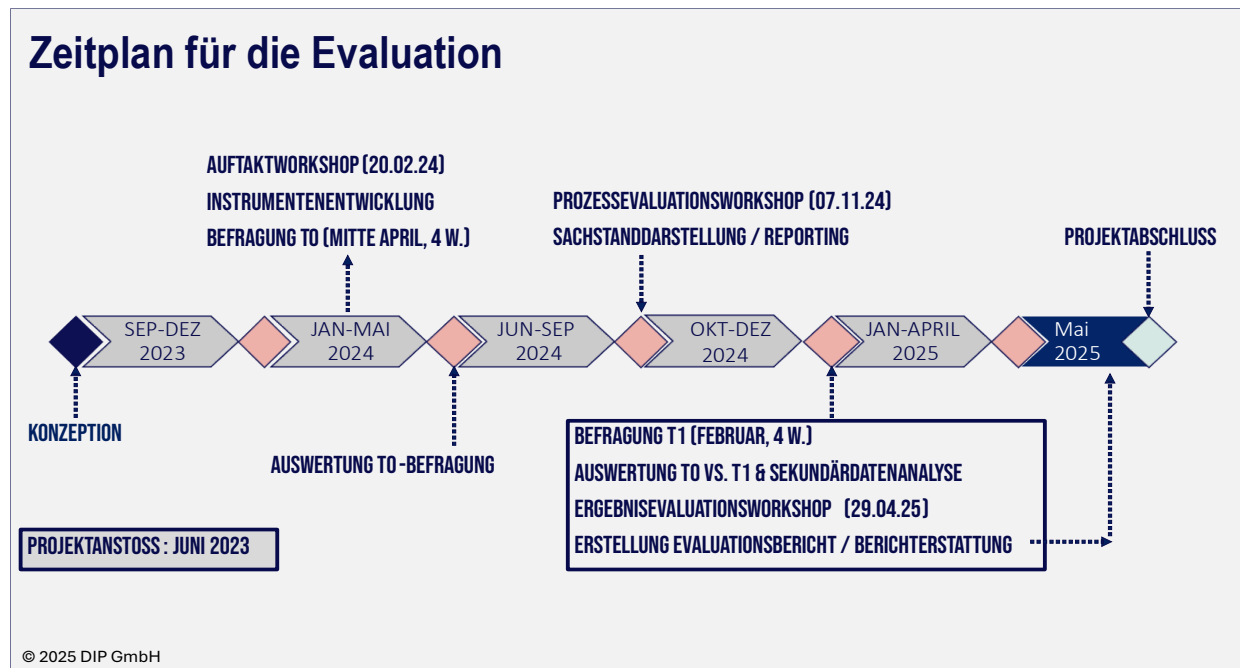 Zeitplan für die Evaluation
AUFTAKTWORKSHOP (20.02.24)
INSTRUMENTENENTWICKLUNG
BEFRAGUNG T0 (MITTE APRIL, 4 W.)
PROZESSEVALUATIONSWORKSHOP (07.11.24)
SACHSTANDDARSTELLUNG / REPORTING
PROJEKTABSCHLUSS
SEP-DEZ
2023
JAN-MAI
2024
JUN-SEP
2024
OKT-DEZ
2024
JAN-APRIL
2025
Mai
2025
KONZEPTION
AUSWERTUNG T0 -BEFRAGUNG
BEFRAGUNG T1 (FEBRUAR, 4 W.)
AUSWERTUNG T0 VS. T1 & SEKUNDÄRDATENANALYSE
ERGEBNISEVALUATIONSWORKSHOP (29.04.25)
ERSTELLUNG EVALUATIONSBERICHT / BERICHTERSTATTUNG
PROJEKTANSTOSS : JUNI 2023
© 2025 DIP GmbH